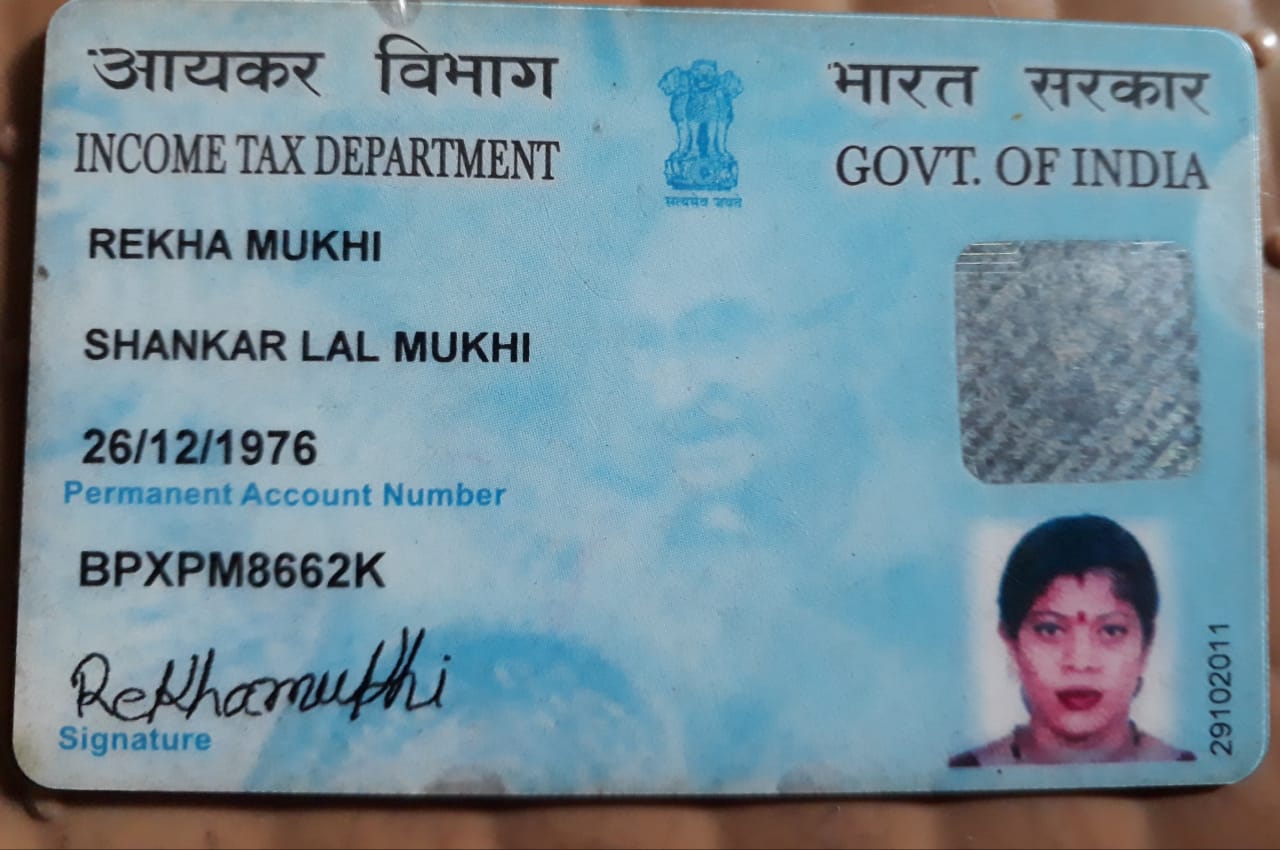 आयकर विभाग
INCOME TAX DEPARTMENT
सत्यमेव जयते
भारत सरकार
GOVT. OF INDIA
REKHA MUKHI
SHANKAR LAL MUKHI
26/12/1976
Permanent Account Number
BPXPM8662K
Rekhamukhi
Signature
29102011